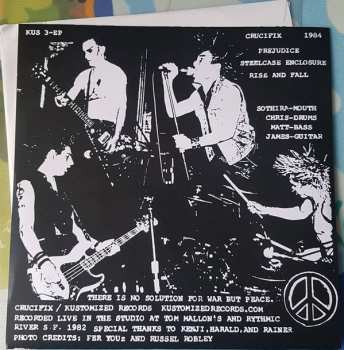 KUS 3-EP
CRUCIFIX 1984
PREJUDICE
STEELCASE ENCLOSURE
RISE AND FALL
SOTHIRA-MOUTH
CHRIS-DRUMS
MATT-BASS
JAMES-GUITAR
THERE IS NO SOLUTION FOR WAR BUT PEACE.
CRUCIFIX / KUSTOMIZED RECORDS KUSTOMIZEDRECORDS.COM
RECORDED LIVE IN THE STUDIO AT TOM MALLON'S AND RYTHMIC
RIVER S.F. 1982 SPECIAL THANKS TO KENJI, HARALD, AND RAINER
PHOTO CREDITS: FER YOUZ AND RUSSEL ROBLEY